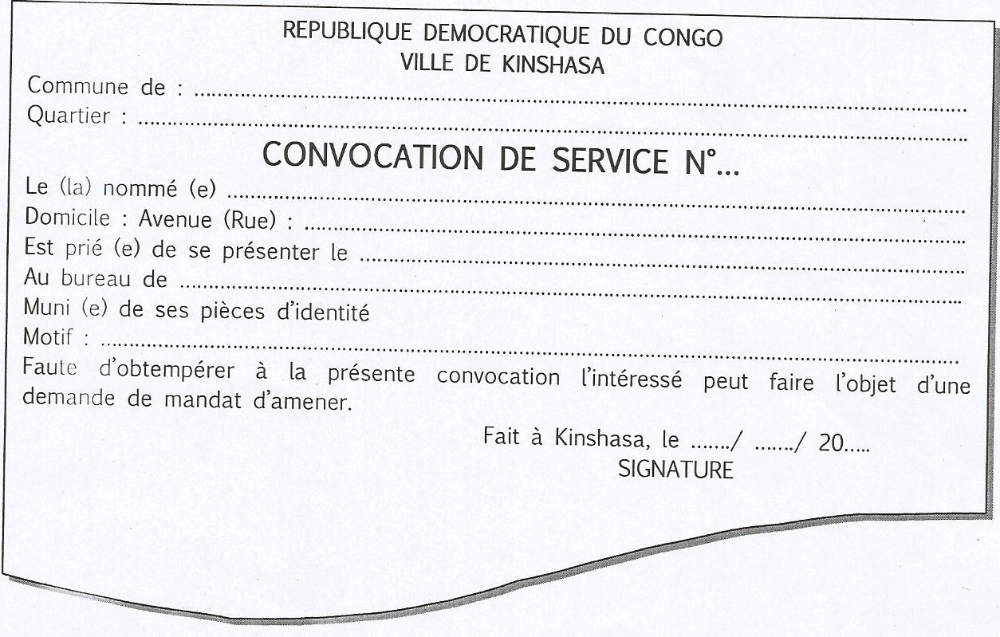 REPUBLIQUE DEMOCRATIQUE DU CONGO
VILLE DE KINSHASA
Commune de : ....................................................................................................
Quartier : ....................................................................................................
CONVOCATION DE SERVICE N°...
Le (la) nommé (e) ....................................................................................................
Domicile : Avenue (Rue) : ....................................................................................................
Est prié (e) de se présenter le ....................................................................................................
Au bureau de ....................................................................................................
Muni (e) de ses pièces d'identité
Motif : ....................................................................................................
Faute d'obtempérer à la présente convocation l'intéressé peut faire l'objet d'une
demande de mandat d'amener.
Fait à Kinshasa, le ......./ ......./ 20.....
SIGNATURE